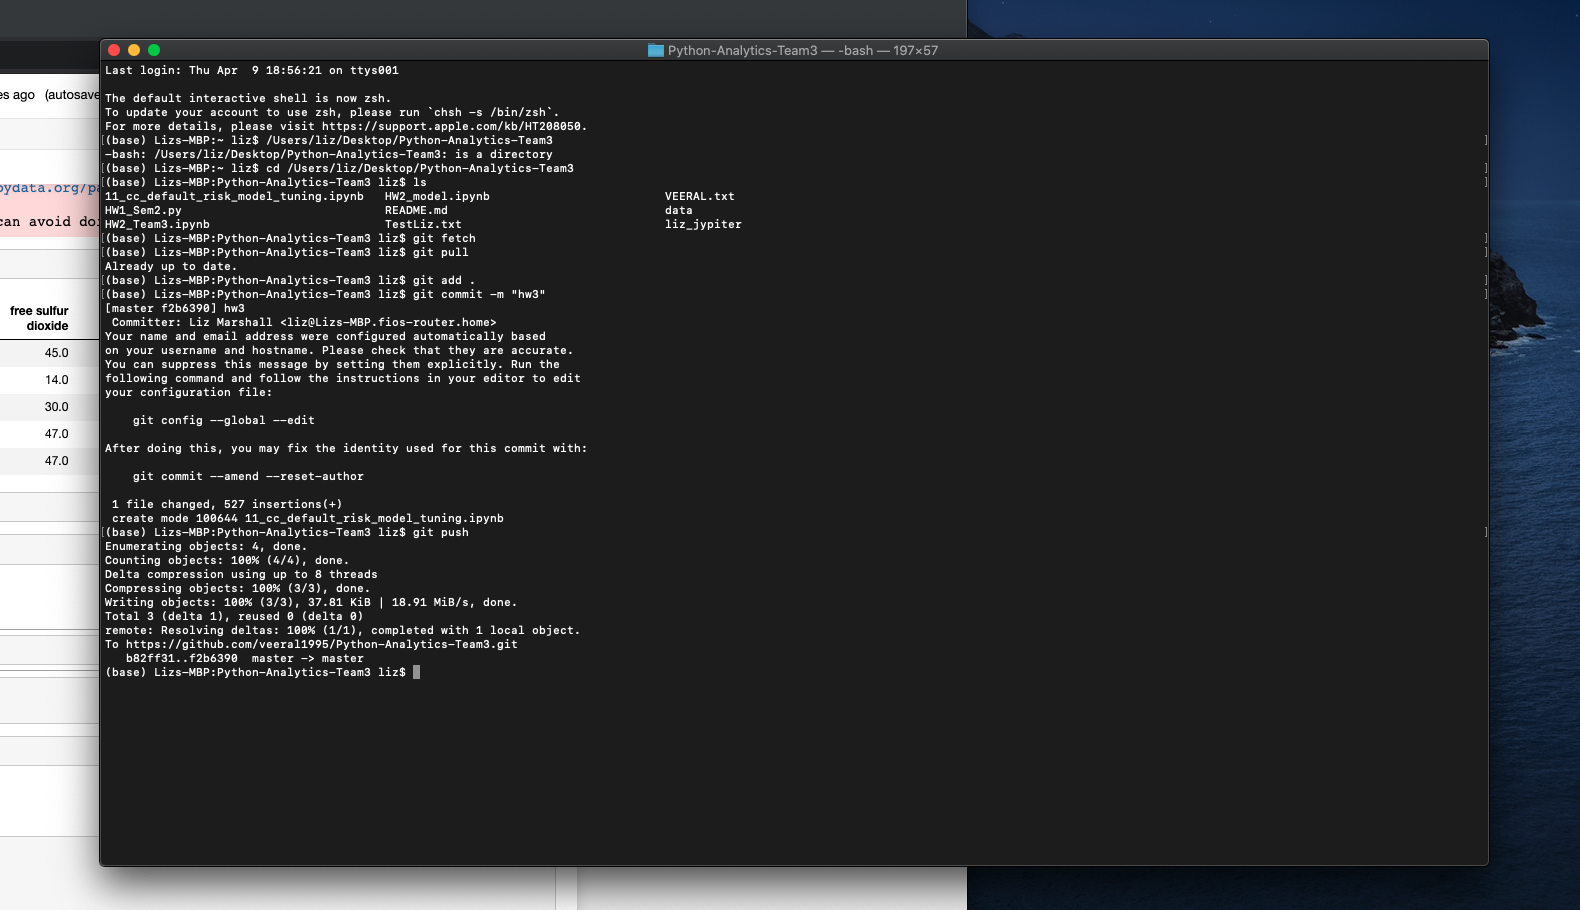 Python-Analytics-Team3 — -bash — 197×57
Last login: Thu Apr  9 18:56:21 on ttys001
The default interactive shell is now zsh.
To update your account to use zsh, please run `chsh -s /bin/zsh`.
For more details, please visit https://support.apple.com/kb/HT208050.
[(base) Lizs-MBP:~ liz$ /Users/liz/Desktop/Python-Analytics-Team3 ]
-bash: /Users/liz/Desktop/Python-Analytics-Team3: is a directory
[(base) Lizs-MBP:~ liz$ cd /Users/liz/Desktop/Python-Analytics-Team3 ]
[(base) Lizs-MBP:Python-Analytics-Team3 liz$ ls ]
11_cc_default_risk_model_tuning.ipynb HW2_model.ipynb VEERAL.txt
HW1_Sem2.py README.md data
HW2_Team3.ipynb TestLiz.txt liz_jypiter
[(base) Lizs-MBP:Python-Analytics-Team3 liz$ git fetch ]
[(base) Lizs-MBP:Python-Analytics-Team3 liz$ git pull ]
Already up to date.
[(base) Lizs-MBP:Python-Analytics-Team3 liz$ git add . ]
[(base) Lizs-MBP:Python-Analytics-Team3 liz$ git commit -m "hw3" ]
[master f2b6390] hw3
 Committer: Liz Marshall <liz@Lizs-MBP.fios-router.home>
Your name and email address were configured automatically based
on your username and hostname. Please check that they are accurate.
You can suppress this message by setting them explicitly. Run the
following command and follow the instructions in your editor to edit
your configuration file:
    git config --global --edit
After doing this, you may fix the identity used for this commit with:
    git commit --amend --reset-author
 1 file changed, 527 insertions(+)
 create mode 100644 11_cc_default_risk_model_tuning.ipynb
[(base) Lizs-MBP:Python-Analytics-Team3 liz$ git push ]
Enumerating objects: 4, done.
Counting objects: 100% (4/4), done.
Delta compression using up to 8 threads
Compressing objects: 100% (3/3), done.
Writing objects: 100% (3/3), 37.81 KiB | 18.91 MiB/s, done.
Total 3 (delta 1), reused 0 (delta 0)
remote: Resolving deltas: 100% (1/1), completed with 1 local object.
To https://github.com/veeral1995/Python-Analytics-Team3.git
   b82ff31..f2b6390  master -> master
(base) Lizs-MBP:Python-Analytics-Team3 liz$
es ago (autosave
pydata.org/pa
can avoid do
free sulfur
dioxide
45.0
14.0
30.0
47.0
47.0